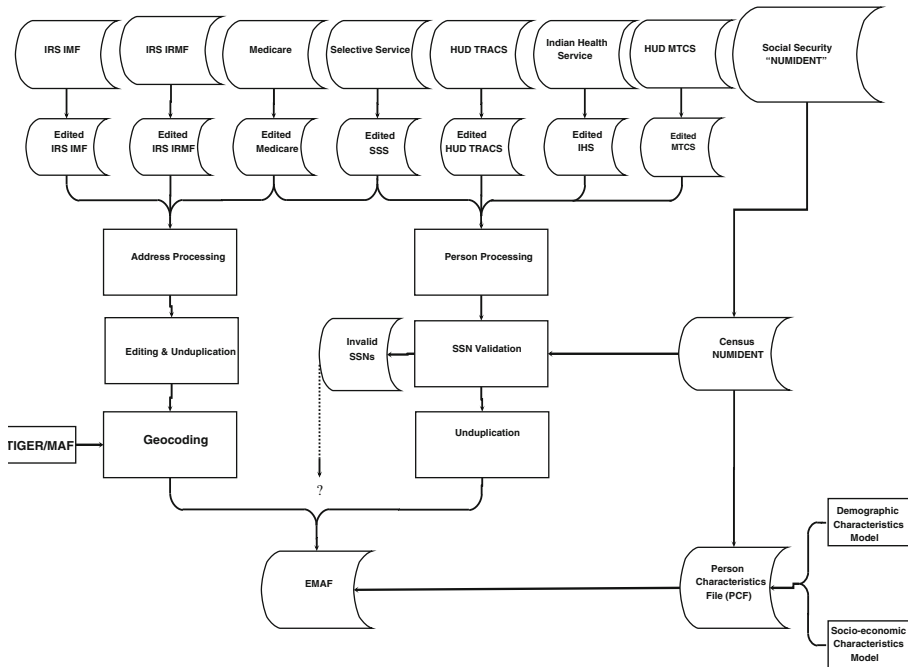 IRS IMF
IRS IRMF
Medicare
Selective Service
HUD TRACS
Indian Health
Service
HUD MTCS
Social Security
“NUMIDENT’
Edited
IRS IMF
Edited
IRS IRMF
Edited
Medicare
Edited
SSS
Edited
HUD TRACS
Edited
IHS
Edited
MTCS
Address Processing
Person Processing
Editing & Unduplication
Invalid
SSNs
SSN Validation
Census
NUMIDENT
TIGER/MAF
Geocoding
Unduplication
?
EMAF
Person
Characteristics
File (PCF)
Demographic
Characteristics
Model
Socio-economic
Characteristics
Model